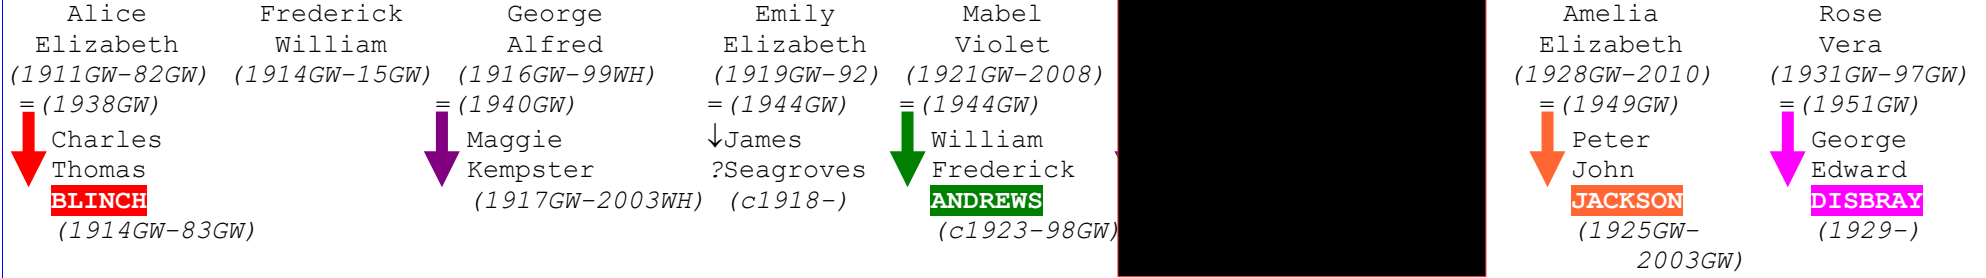 Alice Frederick George Emily Mabel Amelia Rose
Elizabeth William Alfred Elizabeth Violet Elizabeth Vera
(1911GW-82GW) (1914GW-15GW) (1916GW-99WH) (1919GW-92) (1921GW-2008) (1928GW-2010) (1931GW-97GW)
=(1938GW) =(1940GW) =(1944GW) =(1944GW) =(1949GW) =(1951GW)
Charles Maggie ↓James William Peter George
Thomas Kempster ?Seagroves Frederick John Edward
BLINCH (1917GW-2003WH) (c1918-) ANDREWS JACKSON DISBRAY
(1914GW-83GW) (c1923-98GW) (1925GW- (1929-)
2003GW)